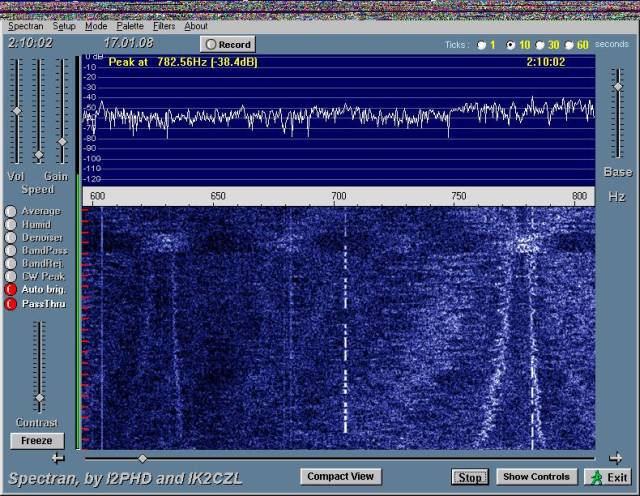 Spectran Setup Mode Palette Filters About
2:10:02 17.01.08 Record Ticks : 1 10 30 60 seconds
0 dB
Peak at 782.56Hz (-38.4dB) 2:10:02
-10
-20
-30
-40
-50
-60
-70
-80
-90
-100
-110
-120
Vol Gain
Speed
Base
600 650 700 750 800 Hz
Average
Humid
Denoiser
BandPass
BandRej.
CW Peak
Auto brig.
PassThru
Contrast
Freeze
Spectran, by I2PHD and IK2CZL Compact View Stop Show Controls Exit